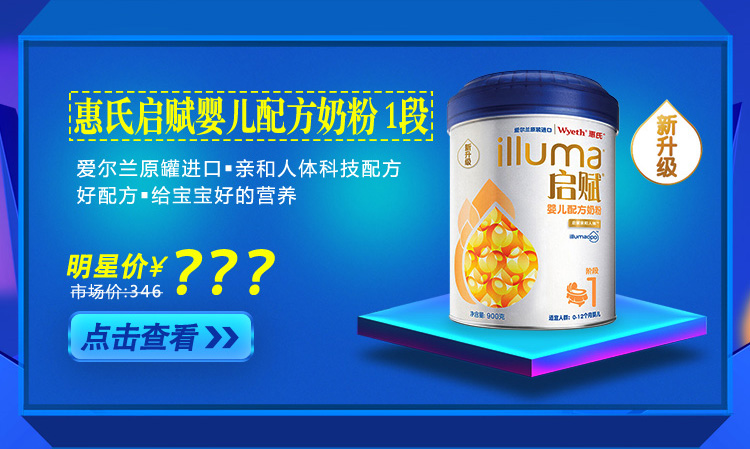 惠氏启赋婴儿配方奶粉 1段
爱尔兰原罐进口▪亲和人体科技配方
好配方▪给宝宝好的营养
明星价¥???
市场价:346
点击查看
新升级
爱尔兰原装进口 Wyeth® 惠氏
新升级
illuma®
启赋®
婴儿配方奶粉
illumaopo
阶段
1
净含量: 900克
适宜人群: 0-12个月婴儿